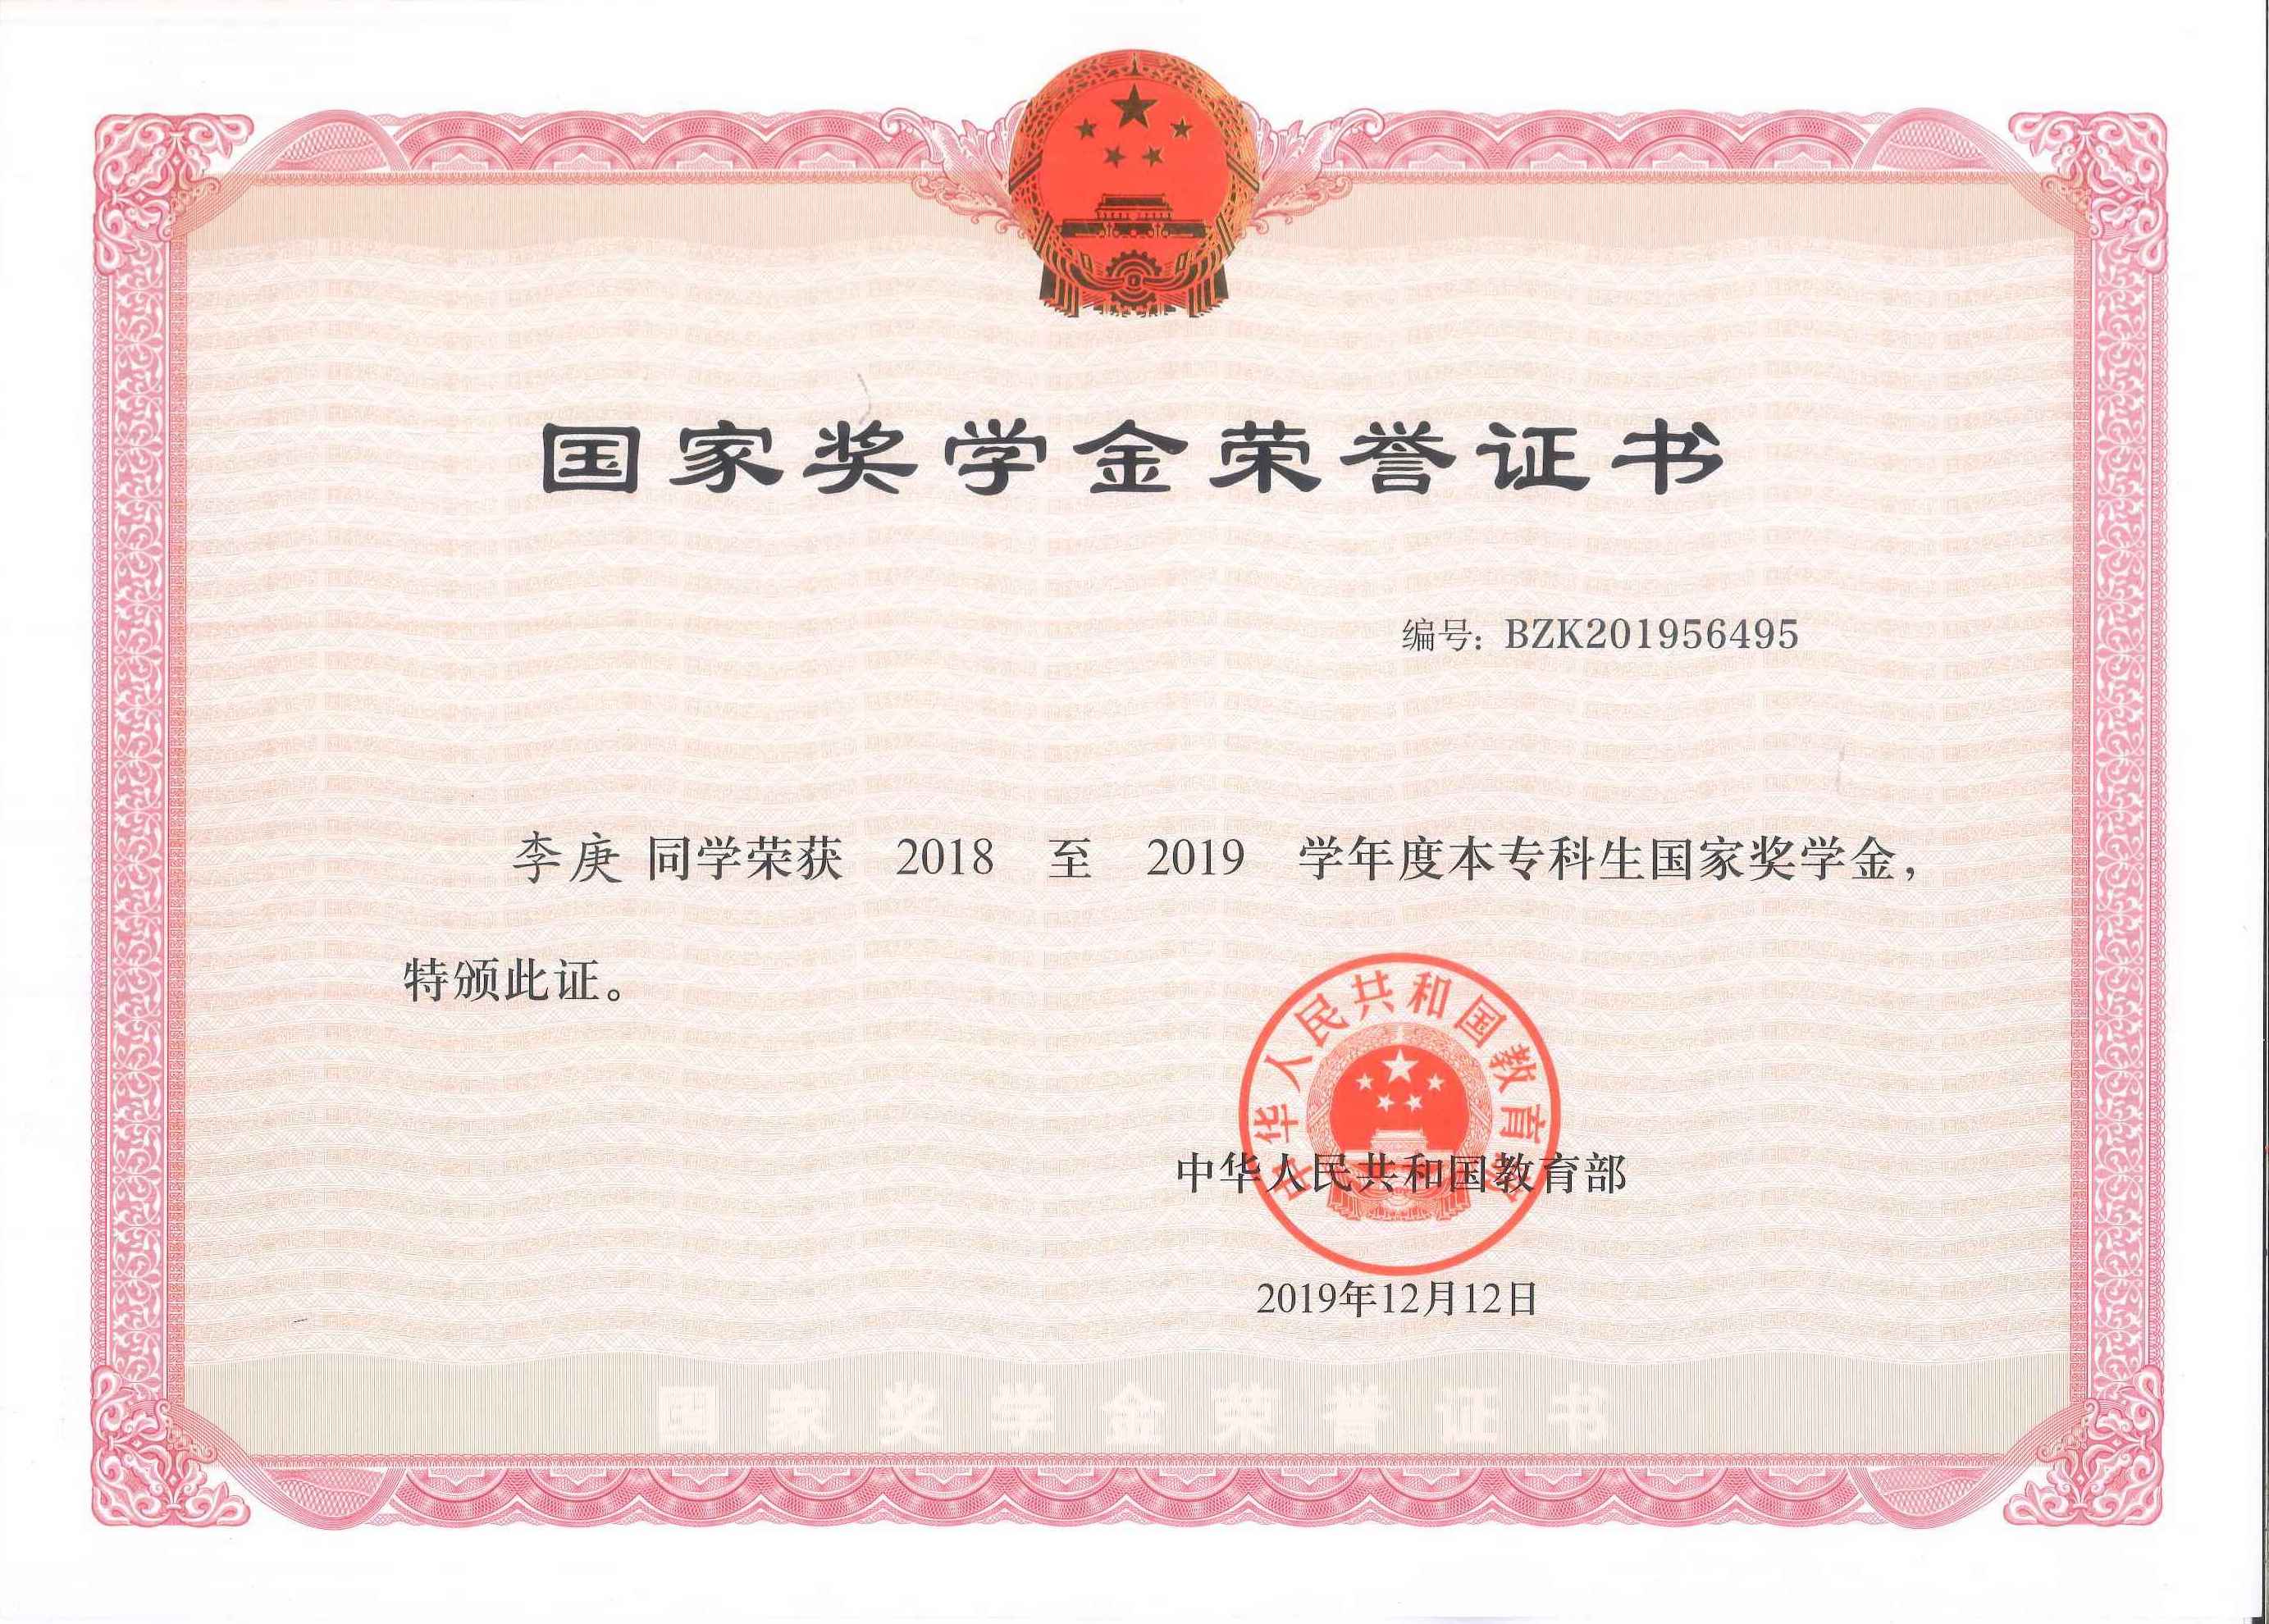 国家奖学金荣誉证书
编号: BZK201956495
李庚 同学荣获 2018 至 2019 学年度本专科生国家奖学金,
特颁此证。
中华人民共和国教育部
中华人民共和国教育部
2019年12月12日
国家奖学金荣誉证书